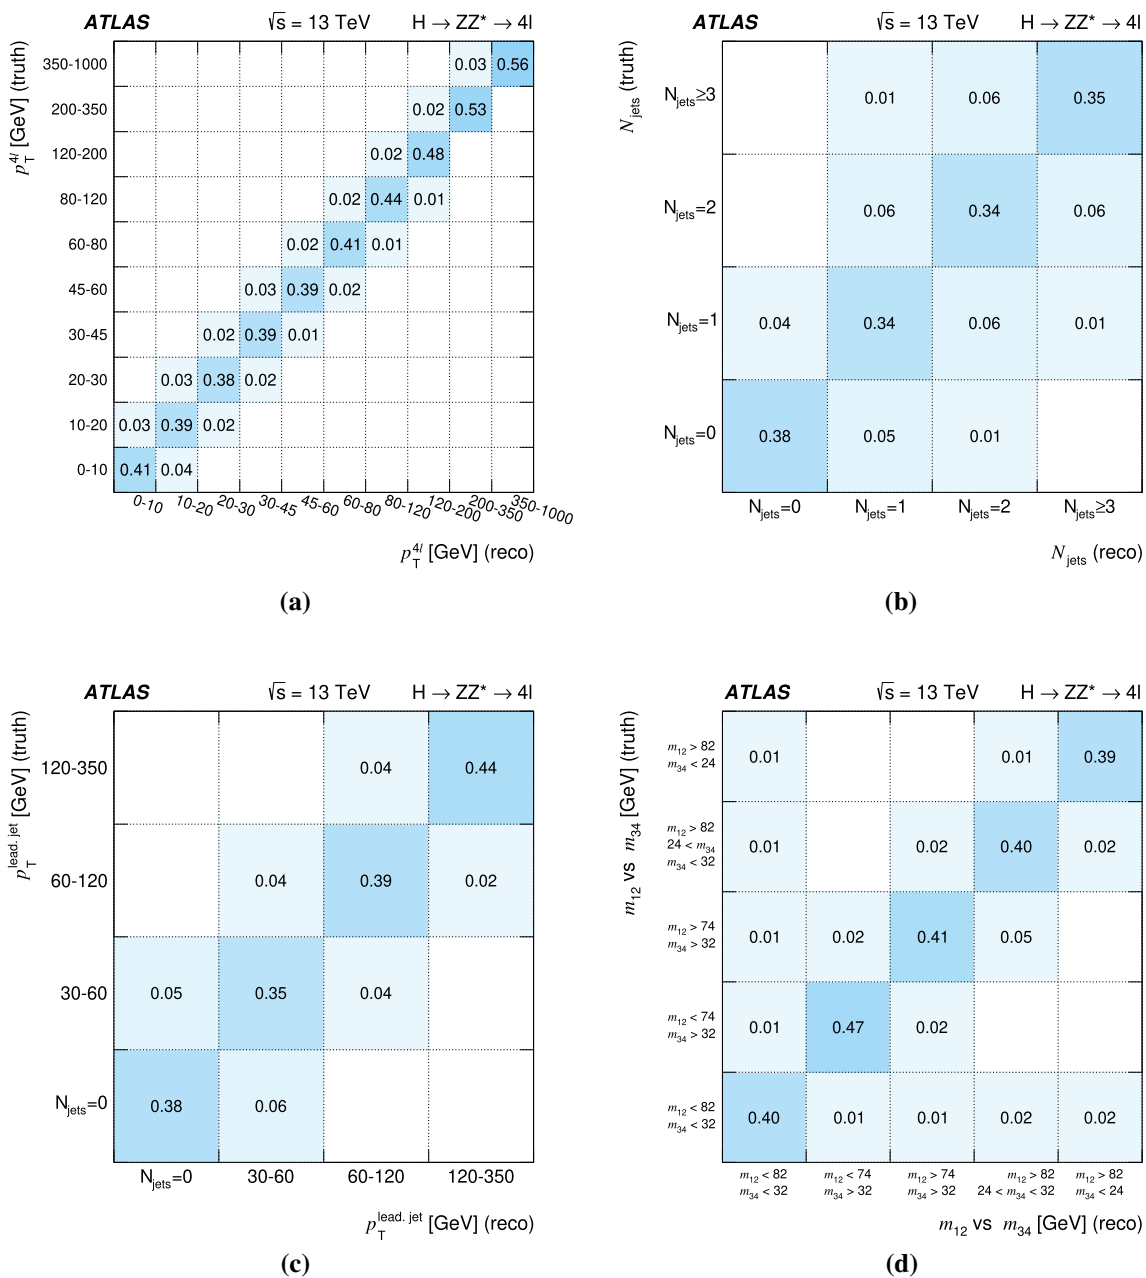 ATLAS √s = 13 TeV H → ZZ* → 4l
p_T^4l [GeV] (truth)
350-1000 0.03 0.56
200-350 0.02 0.53
120-200 0.02 0.48
80-120 0.02 0.44 0.01
60-80 0.02 0.41 0.01
45-60 0.03 0.39 0.02
30-45 0.02 0.39 0.01
20-30 0.03 0.38 0.02
10-20 0.03 0.39 0.02
0-10 0.41 0.04
0-10 10-20 20-30 30-45 45-60 60-80 80-120 120-200 200-350 350-1000
p_T^4l [GeV] (reco)
(a)
ATLAS √s = 13 TeV H → ZZ* → 4l
N_jets (truth)
N_jets≥3 0.01 0.06 0.35
N_jets=2 0.06 0.34 0.06
N_jets=1 0.04 0.34 0.06 0.01
N_jets=0 0.38 0.05 0.01
N_jets=0 N_jets=1 N_jets=2 N_jets≥3
N_jets (reco)
(b)
ATLAS √s = 13 TeV H → ZZ* → 4l
p_T^lead. jet [GeV] (truth)
120-350 0.04 0.44
60-120 0.04 0.39 0.02
30-60 0.05 0.35 0.04
N_jets=0 0.38 0.06
N_jets=0 30-60 60-120 120-350
p_T^lead. jet [GeV] (reco)
(c)
ATLAS √s = 13 TeV H → ZZ* → 4l
m_12 vs m_34 [GeV] (truth)
m_12 > 82
m_34 < 24
0.01 0.01 0.39
m_12 > 82
24 < m_34
m_34 < 32
0.01 0.02 0.40 0.02
m_12 > 74
m_34 > 32
0.01 0.02 0.41 0.05
m_12 < 74
m_34 > 32
0.01 0.47 0.02
m_12 < 82
m_34 < 32
0.40 0.01 0.01 0.02 0.02
m_12 < 82 m_12 < 74 m_12 > 74 m_12 > 82 m_12 > 82
m_34 < 32 m_34 > 32 m_34 > 32 24 < m_34 < 32 m_34 < 24
m_12 vs m_34 [GeV] (reco)
(d)